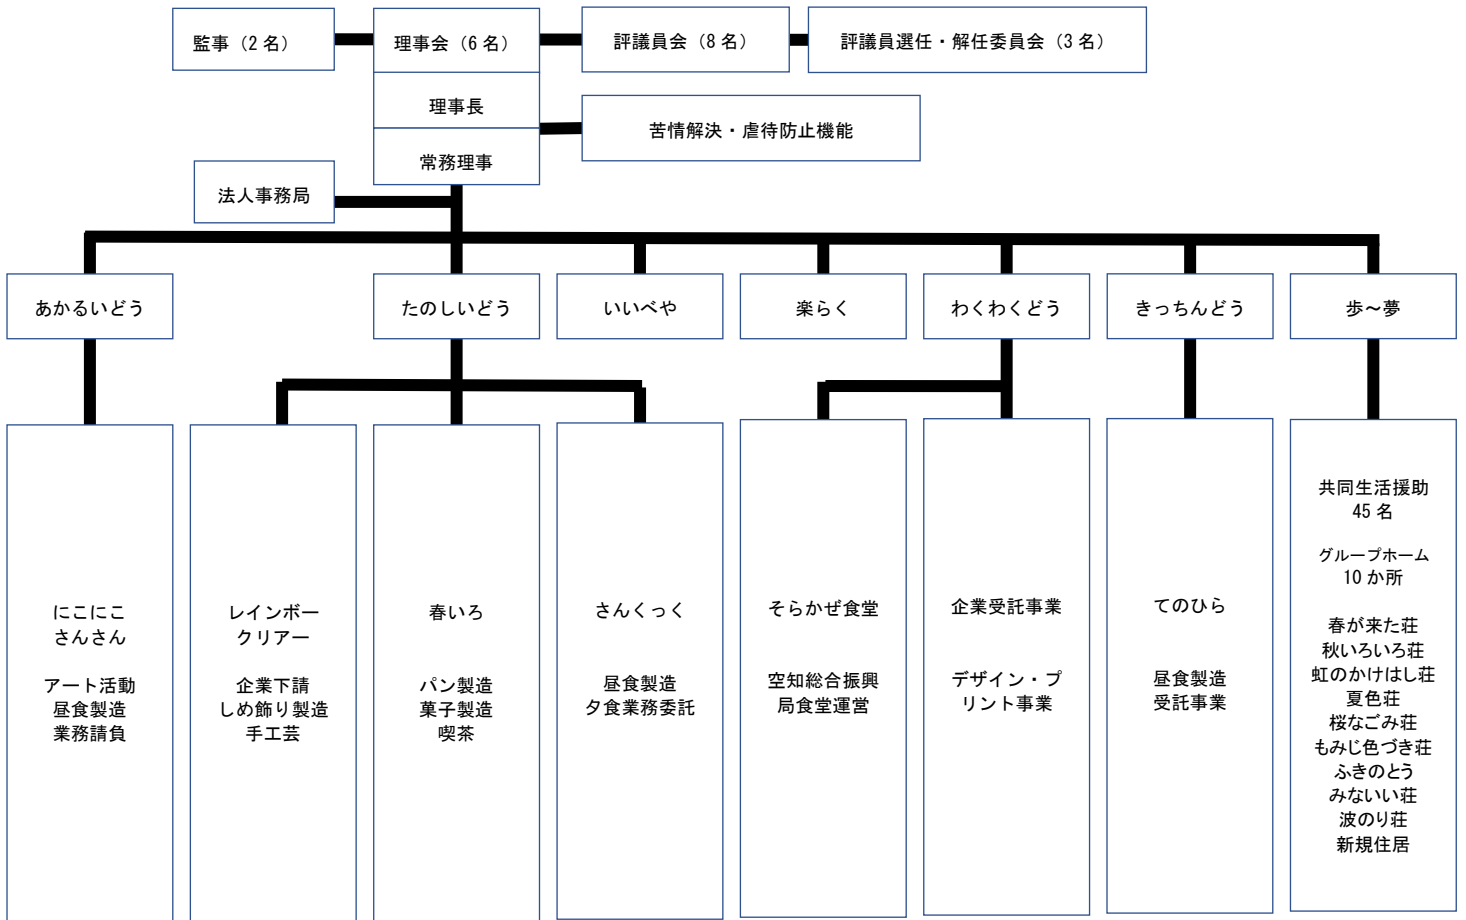 監事（2 名）
理事会（6 名）
評議員会（8 名）
評議員選任・解任委員会（3 名）
理事長
苦情解決・虐待防止機能
常務理事
法人事務局
あかるいどう
たのしいどう
いいべや
楽らく
わくわくどう
きっちんどう
歩～夢
にこにこ
さんさん
アート活動
昼食製造
業務請負
レインボー
クリアー
企業下請
しめ飾り製造
手工芸
春いろ
パン製造
菓子製造
喫茶
さんくっく
昼食製造
夕食業務委託
そらかぜ食堂
空知総合振興
局食堂運営
企業受託事業
デザイン・プ
リント事業
てのひら
昼食製造
受託事業
共同生活援助
45 名
グループホーム
10 か所
春が来た荘
秋いろいろ荘
虹のかけはし荘
夏色荘
桜なごみ荘
もみじ色づき荘
ふきのとう
みないい荘
波のり荘
新規住居